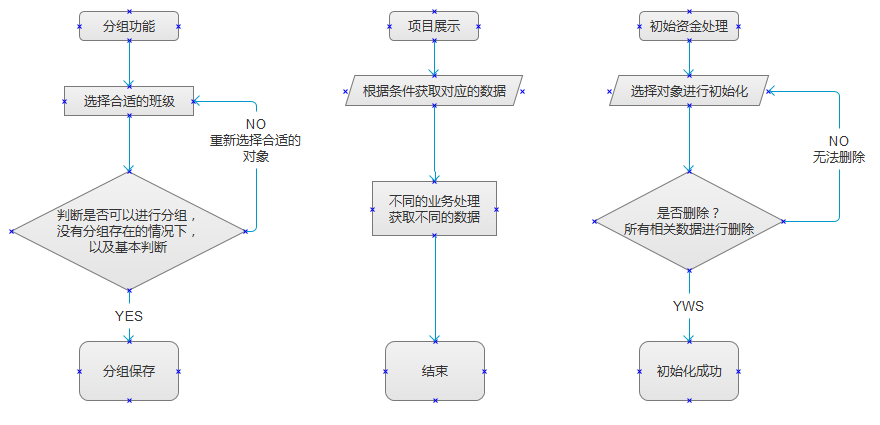 分组功能
选择合适的班级
NO
重新选择合适的
对象
判断是否可以进行分组，
没有分组存在的情况下，
以及基本判断
YES
分组保存
项目展示
根据条件获取对应的数据
不同的业务处理
获取不同的数据
结束
初始资金处理
选择对象进行初始化
NO
无法删除
是否删除？
所有相关数据进行删除
YWS
初始化成功